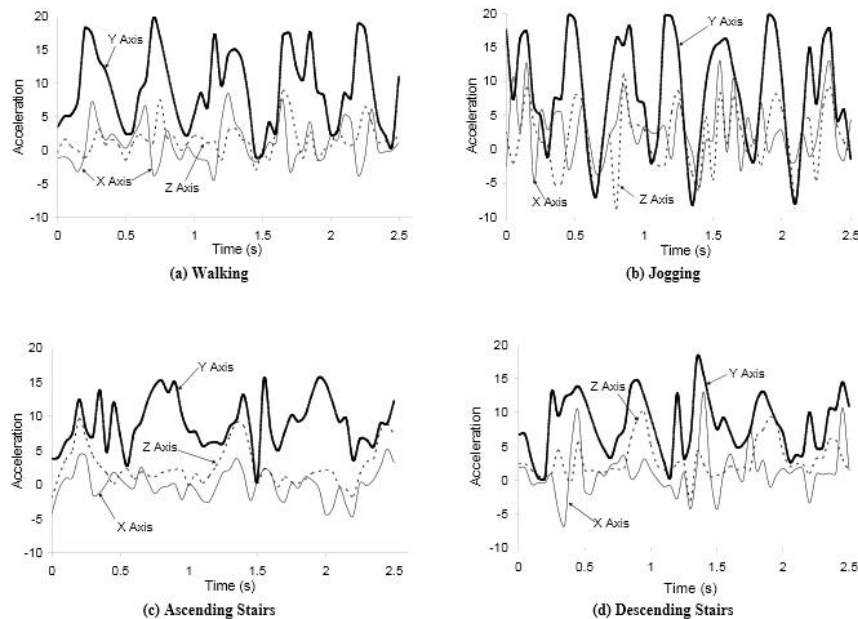 20
15
10
5
0
-5
-10
Acceleration
Y Axis
X Axis
Z Axis
0 0.5 1 1.5 2 2.5
Time (s)
(a) Walking
20
15
10
5
0
-5
-10
Acceleration
Y Axis
X Axis
Z Axis
0 0.5 1 1.5 2 2.5
Time (s)
(b) Jogging
20
15
10
5
0
-5
-10
Acceleration
Y Axis
Z Axis
X Axis
0 0.5 1 1.5 2 2.5
Time (s)
(c) Ascending Stairs
20
15
10
5
0
-5
-10
Acceleration
Z Axis
Y Axis
X Axis
0 0.5 1 1.5 2 2.5
Time (s)
(d) Descending Stairs